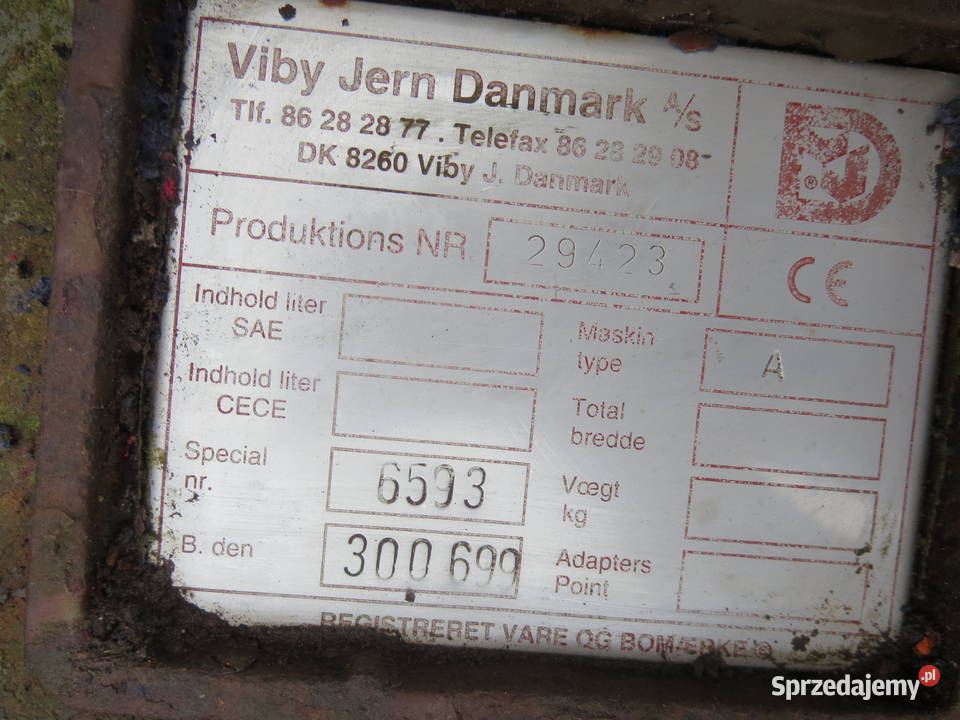 Viby Jern Danmark A/S
Tlf. 86 28 28 77 . Telefax 86 28 29 08
DK 8260 Viby J. Danmark
Produktions NR. 29423
CE
Indhold liter
SAE
Maskin
type
A
Indhold liter
CECE
Total
bredde
Special
nr.
6593
Vægt
kg
B. den
300699
Adapters
Point
REGISTRERET VARE OG BOMÆRKE ®
Sprzedajemy.pl